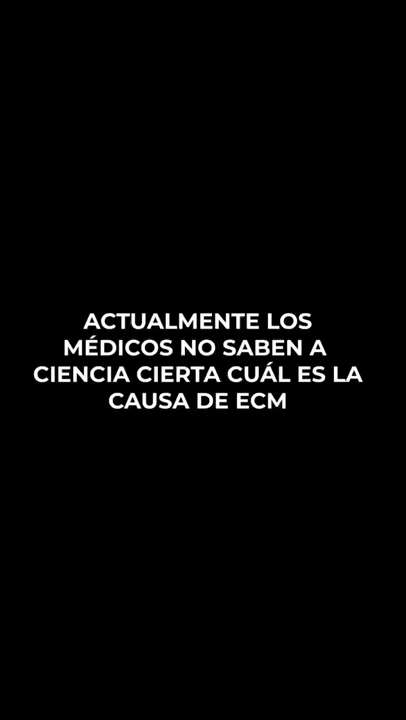 ACTUALMENTE LOS
MÉDICOS NO SABEN A
CIENCIA CIERTA CUÁL ES LA
CAUSA DE ECM